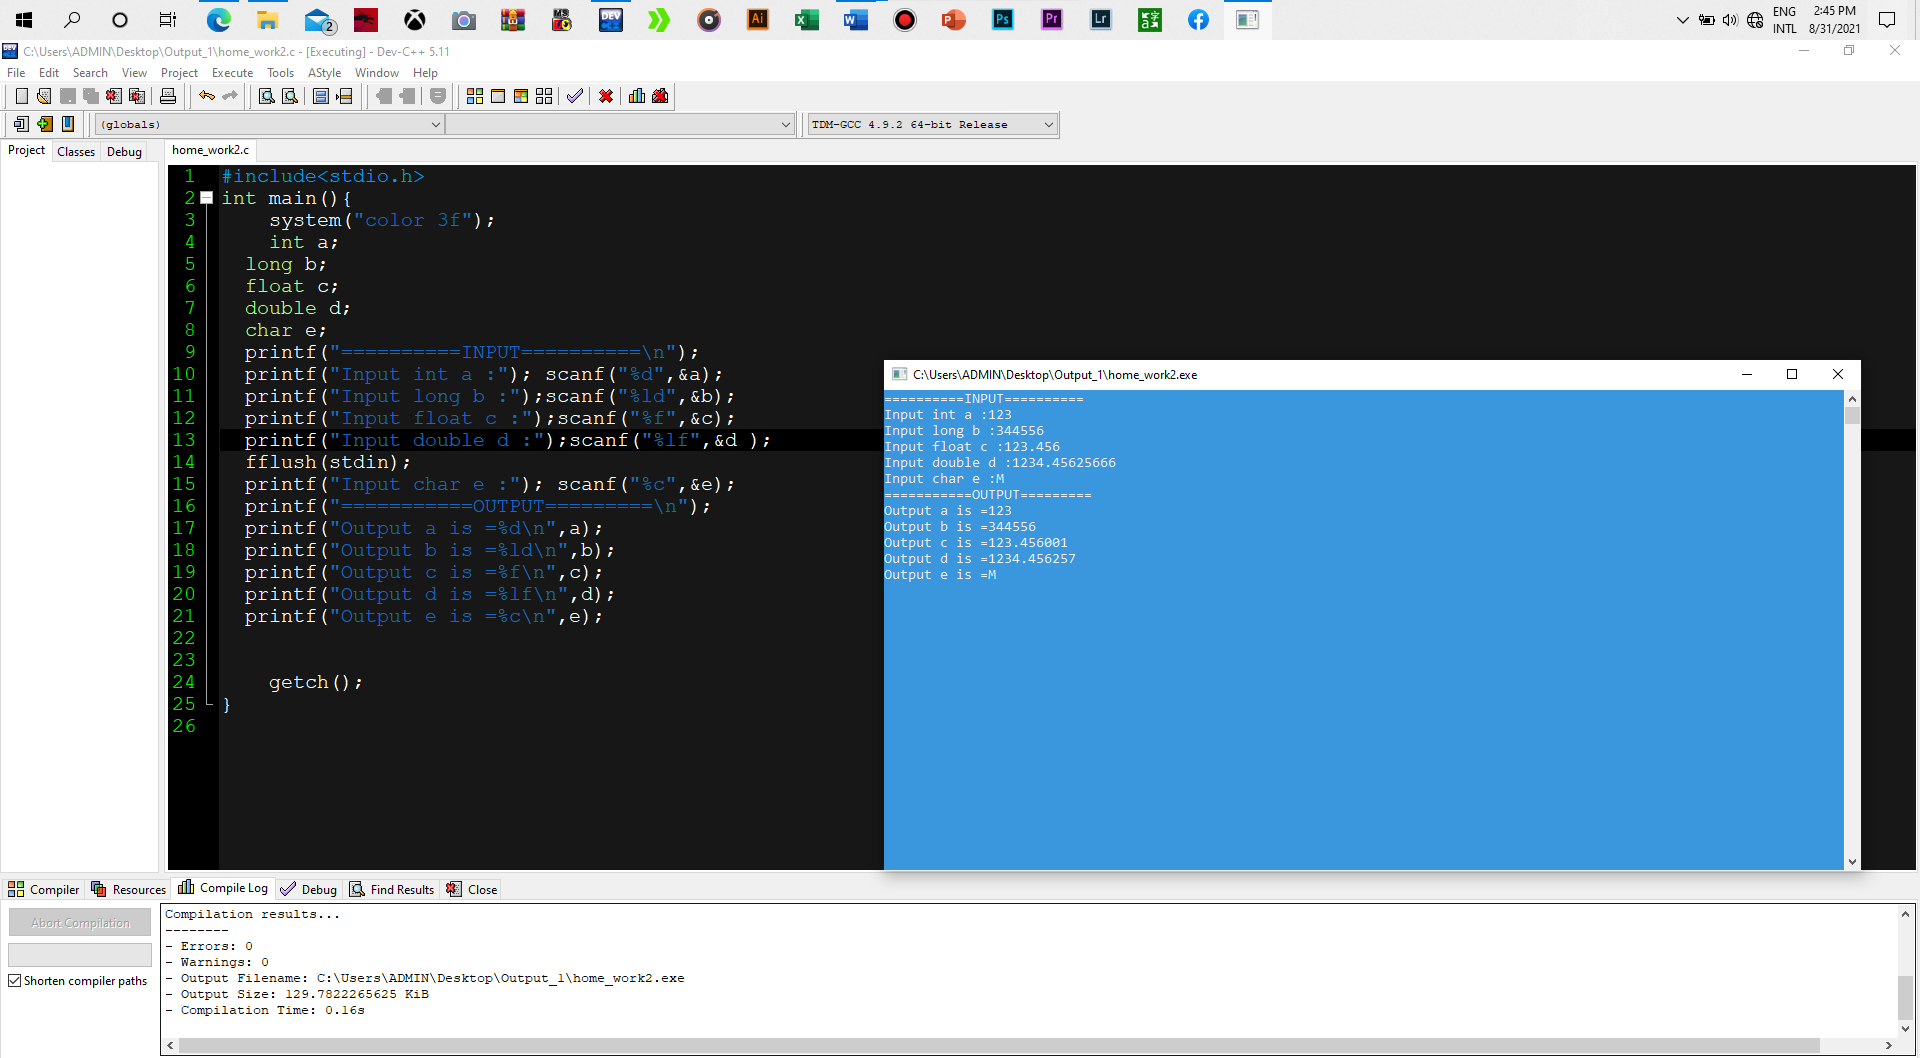 ENG
INTL
2:45 PM
8/31/2021
C:\Users\ADMIN\Desktop\Output_1\home_work2.c - [Executing] - Dev-C++ 5.11
File Edit Search View Project Execute Tools AStyle Window Help
(globals)
TDM-GCC 4.9.2 64-bit Release
Project Classes Debug
home_work2.c
1 #include<stdio.h>
2 int main(){
3 system("color 3f");
4 int a;
5 long b;
6 float c;
7 double d;
8 char e;
9 printf("==========INPUT==========\n");
10 printf("Input int a :"); scanf("%d",&a);
11 printf("Input long b :");scanf("%ld",&b);
12 printf("Input float c :");scanf("%f",&c);
13 printf("Input double d :");scanf("%lf",&d );
14 fflush(stdin);
15 printf("Input char e :"); scanf("%c",&e);
16 printf("===========OUTPUT=========\n");
17 printf("Output a is =%d\n",a);
18 printf("Output b is =%ld\n",b);
19 printf("Output c is =%f\n",c);
20 printf("Output d is =%lf\n",d);
21 printf("Output e is =%c\n",e);
22
23
24 getch();
25 }
26
C:\Users\ADMIN\Desktop\Output_1\home_work2.exe
==========INPUT==========
Input int a :123
Input long b :344556
Input float c :123.456
Input double d :1234.45625666
Input char e :M
===========OUTPUT=========
Output a is =123
Output b is =344556
Output c is =123.456001
Output d is =1234.456257
Output e is =M
Compiler Resources Compile Log Debug Find Results Close
Abort Compilation
Shorten compiler paths
Compilation results...
--------
- Errors: 0
- Warnings: 0
- Output Filename: C:\Users\ADMIN\Desktop\Output_1\home_work2.exe
- Output Size: 129.7822265625 KiB
- Compilation Time: 0.16s